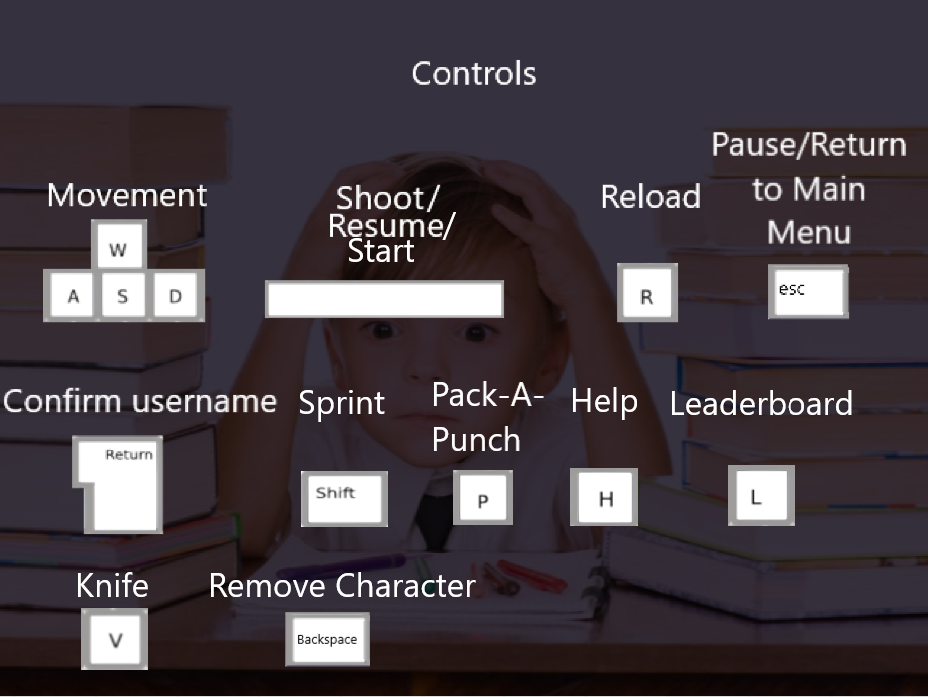 Controls
Movement
W
A S D
Shoot/
Resume/
Start
Reload
R
Pause/Return
to Main
Menu
esc
Confirm username
Return
Sprint
Shift
Pack-A-
Punch
P
Help
H
Leaderboard
L
Knife
V
Remove Character
Backspace